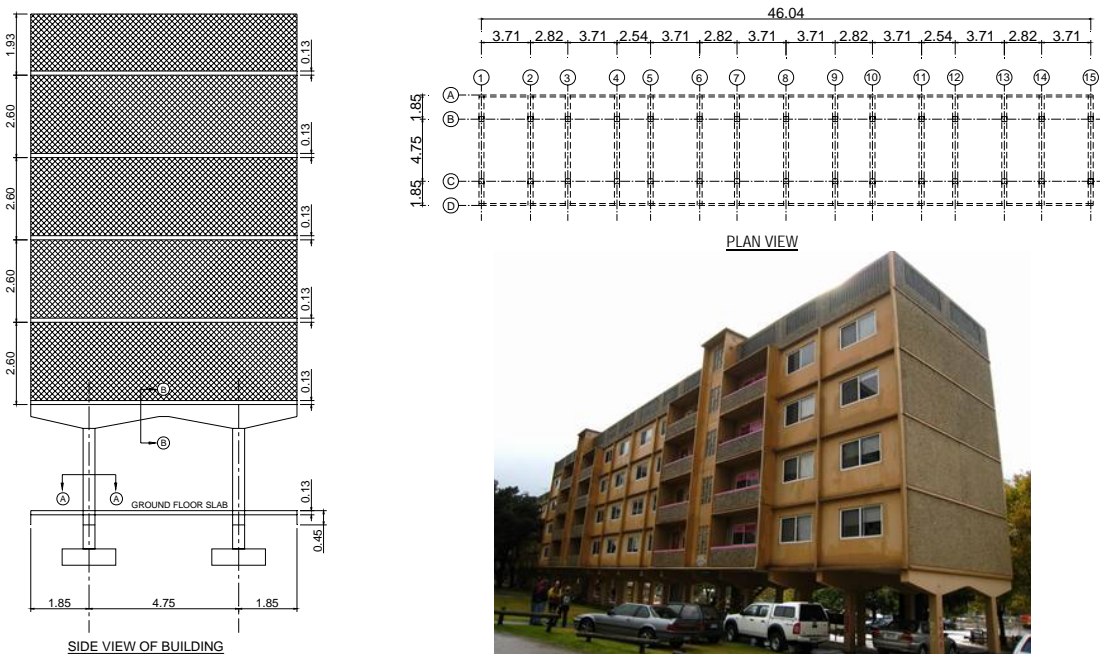 1.93
0.13
2.60
0.13
2.60
0.13
2.60
0.13
2.60
0.13
B
B
A
A
GROUND FLOOR SLAB
0.13
0.45
1.85 4.75 1.85
SIDE VIEW OF BUILDING
46.04
3.71 2.82 3.71 2.54 3.71 2.82 3.71 3.71 2.82 3.71 2.54 3.71 2.82 3.71
1 2 3 4 5 6 7 8 9 10 11 12 13 14 15
A
1.85
B
4.75
C
1.85
D
PLAN VIEW